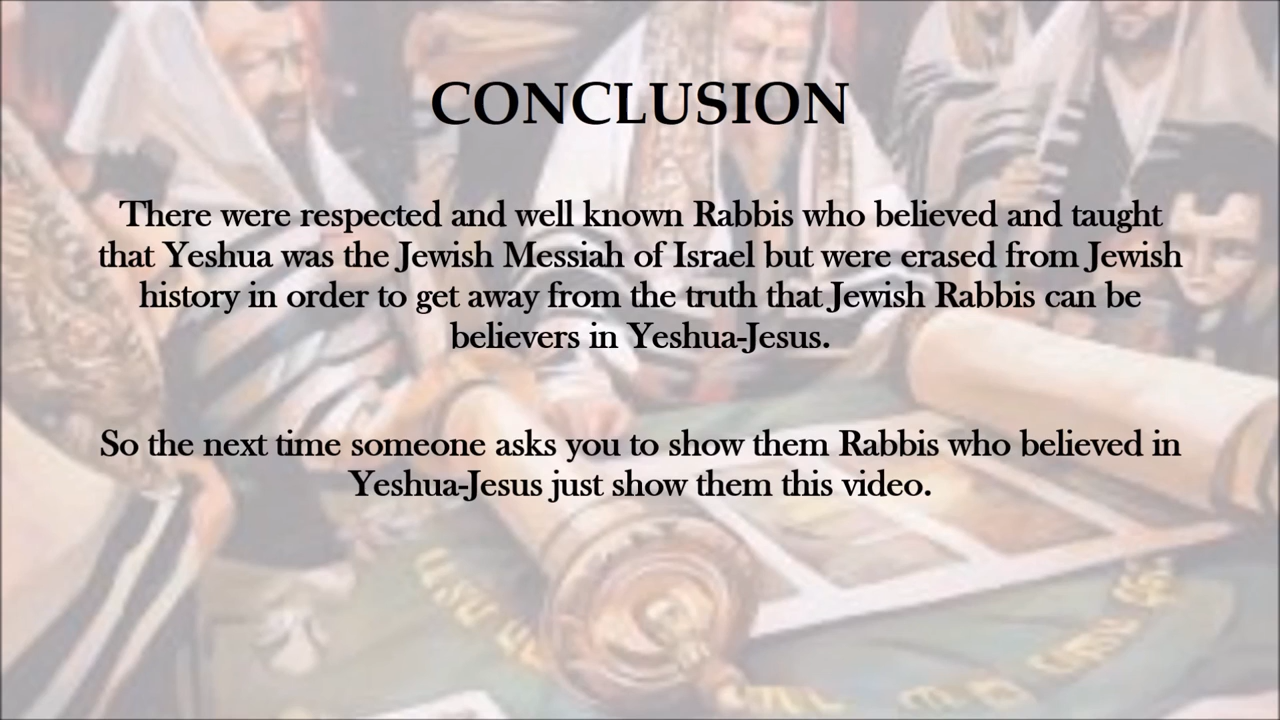 CONCLUSION
There were respected and well known Rabbis who believed and taught
that Yeshua was the Jewish Messiah of Israel but were erased from Jewish
history in order to get away from the truth that Jewish Rabbis can be
believers in Yeshua-Jesus.
So the next time someone asks you to show them Rabbis who believed in
Yeshua-Jesus just show them this video.